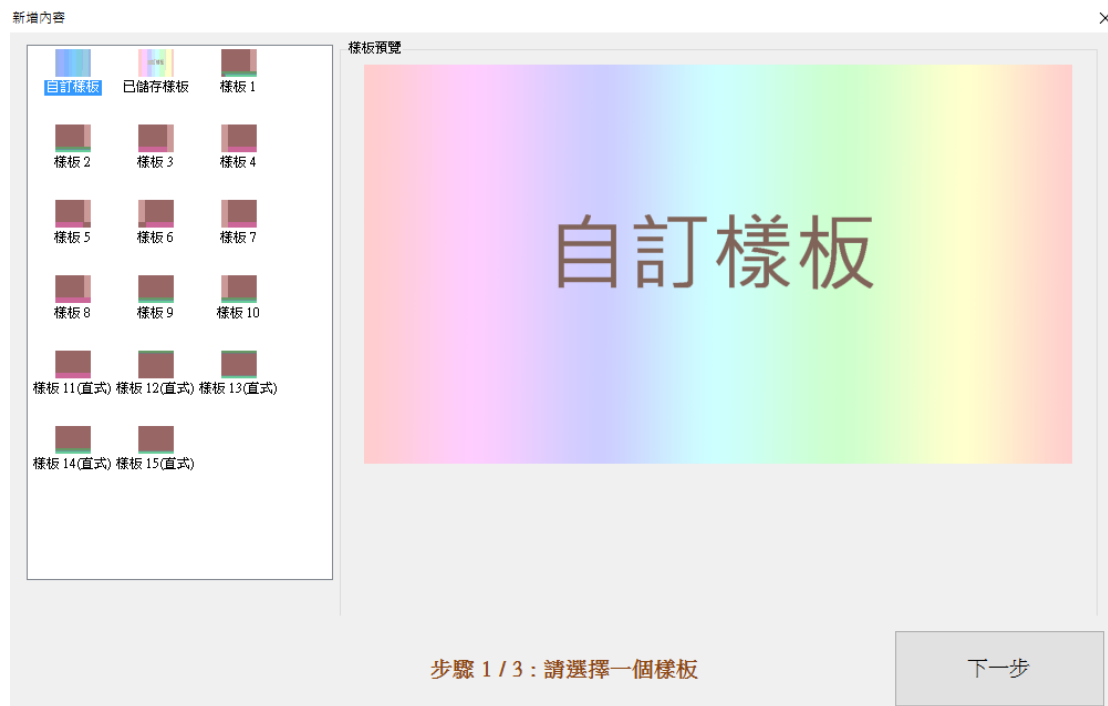 新增內容
樣板預覽
自訂樣板 已儲存樣板 樣板 1
樣板 2 樣板 3 樣板 4
樣板 5 樣板 6 樣板 7
樣板 8 樣板 9 樣板 10
樣板 11(直式) 樣板 12(直式) 樣板 13(直式)
樣板 14(直式) 樣板 15(直式)
自訂樣板
步驟 1 / 3 : 請選擇一個樣板
下一步